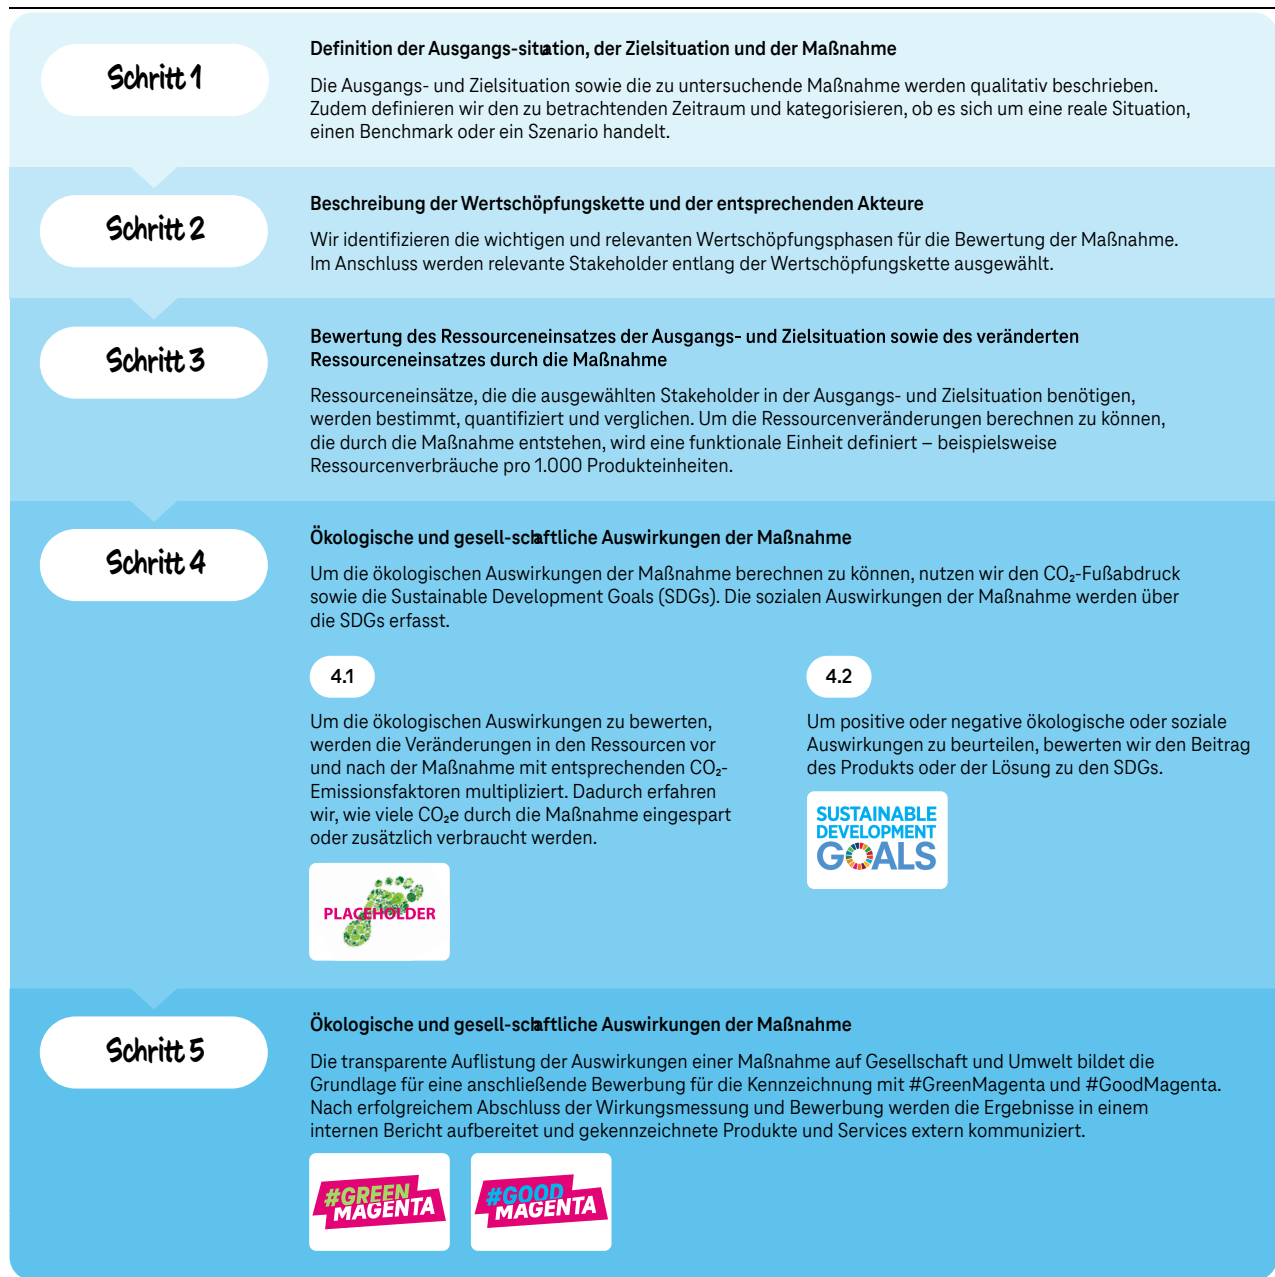 Schritt 1
Definition der Ausgangs-situation, der Zielsituation und der Maßnahme
Die Ausgangs- und Zielsituation sowie die zu untersuchende Maßnahme werden qualitativ beschrieben.
Zudem definieren wir den zu betrachtenden Zeitraum und kategorisieren, ob es sich um eine reale Situation,
einen Benchmark oder ein Szenario handelt.
Schritt 2
Beschreibung der Wertschöpfungskette und der entsprechenden Akteure
Wir identifizieren die wichtigen und relevanten Wertschöpfungsphasen für die Bewertung der Maßnahme.
Im Anschluss werden relevante Stakeholder entlang der Wertschöpfungskette ausgewählt.
Schritt 3
Bewertung des Ressourceneinsatzes der Ausgangs- und Zielsituation sowie des veränderten
Ressourceneinsatzes durch die Maßnahme
Ressourceneinsätze, die die ausgewählten Stakeholder in der Ausgangs- und Zielsituation benötigen,
werden bestimmt, quantifiziert und verglichen. Um die Ressourcenveränderungen berechnen zu können,
die durch die Maßnahme entstehen, wird eine funktionale Einheit definiert – beispielsweise
Ressourcenverbräuche pro 1.000 Produkteinheiten.
Schritt 4
Ökologische und gesell-schaftliche Auswirkungen der Maßnahme
Um die ökologischen Auswirkungen der Maßnahme berechnen zu können, nutzen wir den CO₂-Fußabdruck
sowie die Sustainable Development Goals (SDGs). Die sozialen Auswirkungen der Maßnahme werden über
die SDGs erfasst.
4.1
Um die ökologischen Auswirkungen zu bewerten,
werden die Veränderungen in den Ressourcen vor
und nach der Maßnahme mit entsprechenden CO₂-
Emissionsfaktoren multipliziert. Dadurch erfahren
wir, wie viele CO₂e durch die Maßnahme eingespart
oder zusätzlich verbraucht werden.
PLACEHOLDER
4.2
Um positive oder negative ökologische oder soziale
Auswirkungen zu beurteilen, bewerten wir den Beitrag
des Produkts oder der Lösung zu den SDGs.
SUSTAINABLE
DEVELOPMENT
GOALS
Schritt 5
Ökologische und gesell-schaftliche Auswirkungen der Maßnahme
Die transparente Auflistung der Auswirkungen einer Maßnahme auf Gesellschaft und Umwelt bildet die
Grundlage für eine anschließende Bewerbung für die Kennzeichnung mit #GreenMagenta und #GoodMagenta.
Nach erfolgreichem Abschluss der Wirkungsmessung und Bewerbung werden die Ergebnisse in einem
internen Bericht aufbereitet und gekennzeichnete Produkte und Services extern kommuniziert.
#GREEN
MAGENTA
#GOOD
MAGENTA